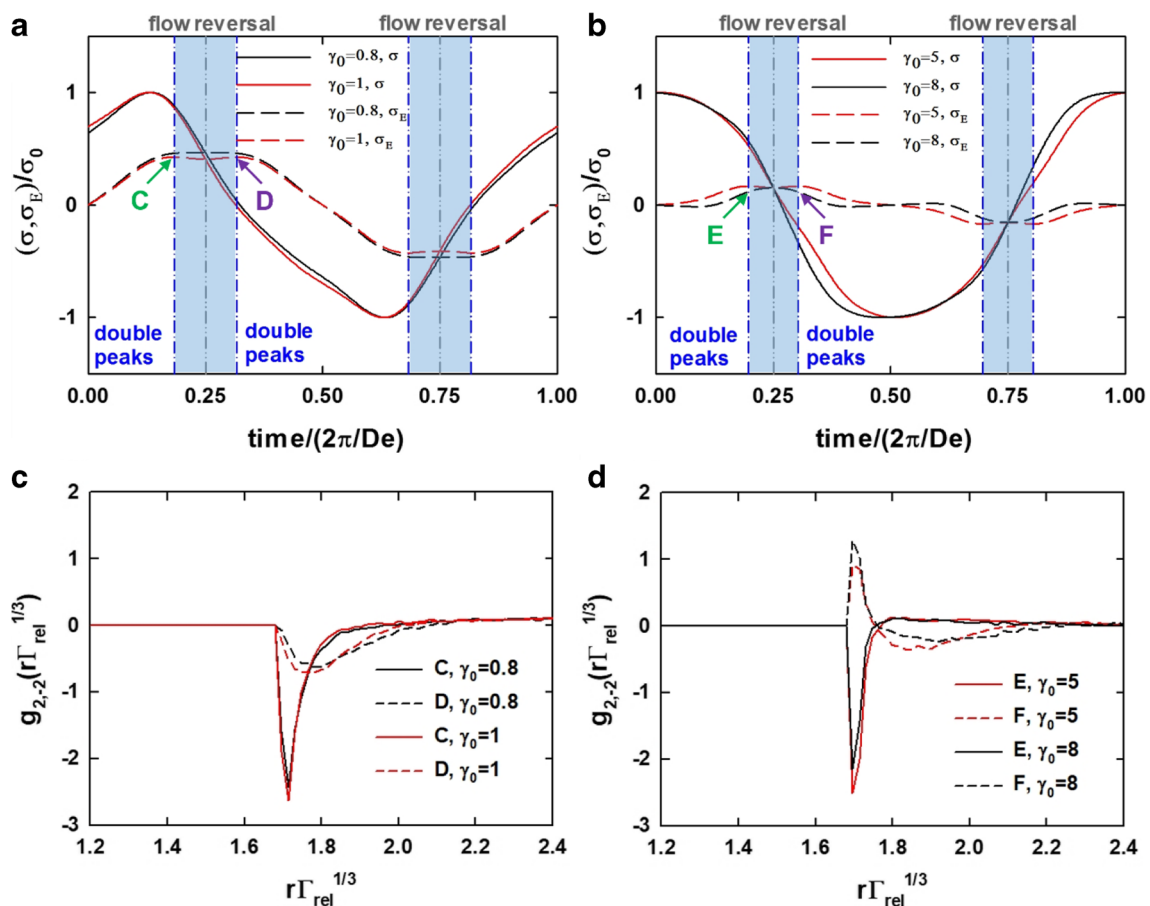 a
flow reversal
flow reversal
γ0=0.8, σ
γ0=1, σ
γ0=0.8, σE
γ0=1, σE
C
D
double
peaks
double
peaks
1
0
-1
(σ,σE)/σ0
0.00
0.25
0.50
0.75
1.00
time/(2π/De)
b
flow reversal
flow reversal
γ0=5, σ
γ0=8, σ
γ0=5, σE
γ0=8, σE
E
F
double
peaks
double
peaks
1
0
-1
(σ,σE)/σ0
0.00
0.25
0.50
0.75
1.00
time/(2π/De)
c
2
1
0
-1
-2
-3
g2,-2(rΓrel1/3)
C, γ0=0.8
D, γ0=0.8
C, γ0=1
D, γ0=1
1.2
1.4
1.6
1.8
2.0
2.2
2.4
rΓrel1/3
d
2
1
0
-1
-2
-3
g2,-2(rΓrel1/3)
E, γ0=5
F, γ0=5
E, γ0=8
F, γ0=8
1.2
1.4
1.6
1.8
2.0
2.2
2.4
rΓrel1/3